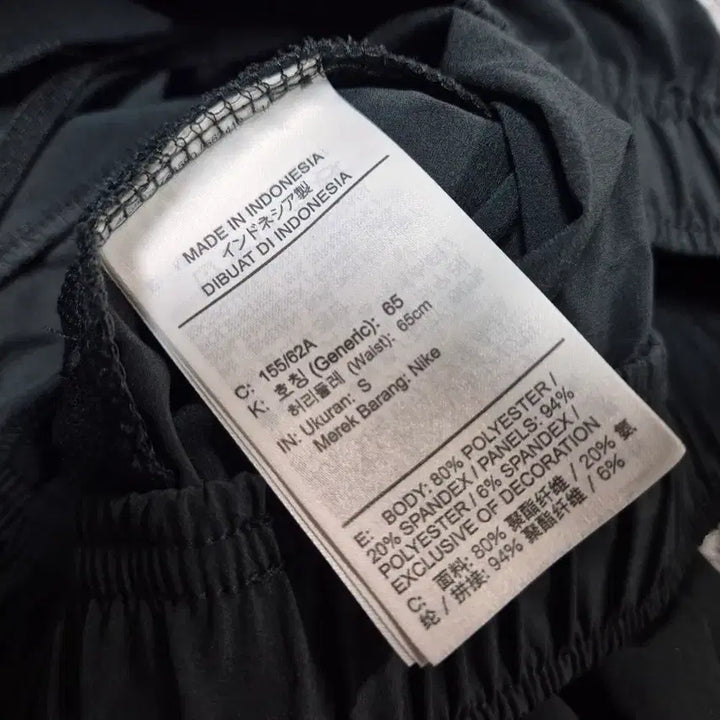 MADE IN INDONESIA
インドネシア製
DIBUAT DI INDONESIA
C: 155/62A
K: 호칭 (Generic): 65
허리둘레 (Waist): 65cm
IN: Ukuran: S
Merek Barang: Nike
E: BODY: 80% POLYESTER /
20% SPANDEX / PANELS: 94%
POLYESTER / 6% SPANDEX /
EXCLUSIVE OF DECORATION
C: 面料: 80% 聚酯纤维 / 20% 氨
纶 / 拼接: 94% 聚酯纤维 / 6%